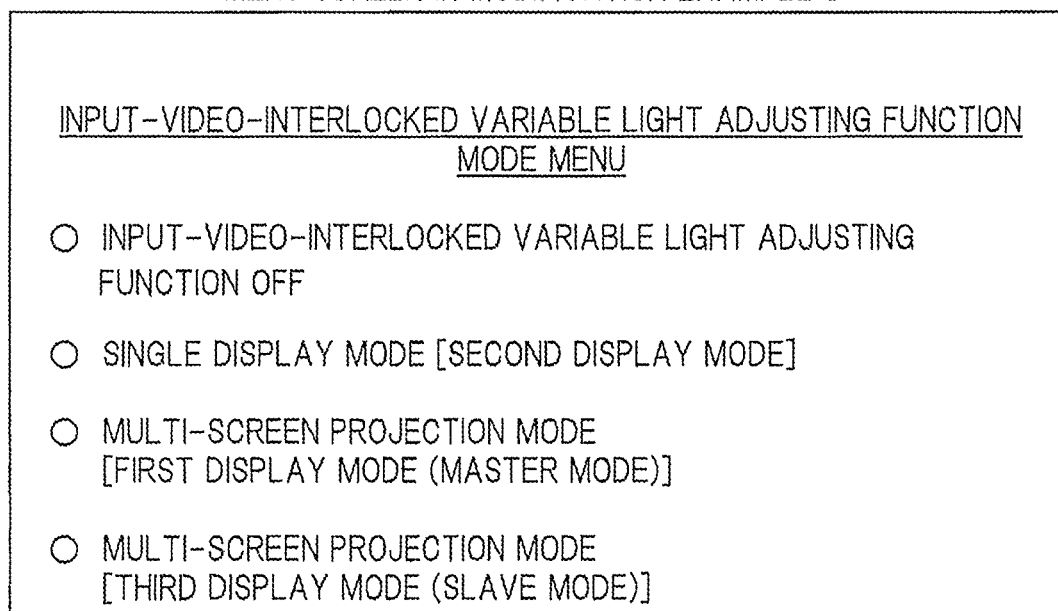 INPUT-VIDEO-INTERLOCKED VARIABLE LIGHT ADJUSTING FUNCTION
MODE MENU
INPUT-VIDEO-INTERLOCKED VARIABLE LIGHT ADJUSTING
FUNCTION OFF
SINGLE DISPLAY MODE [SECOND DISPLAY MODE]
MULTI-SCREEN PROJECTION MODE
[FIRST DISPLAY MODE (MASTER MODE)]
MULTI-SCREEN PROJECTION MODE
[THIRD DISPLAY MODE (SLAVE MODE)]